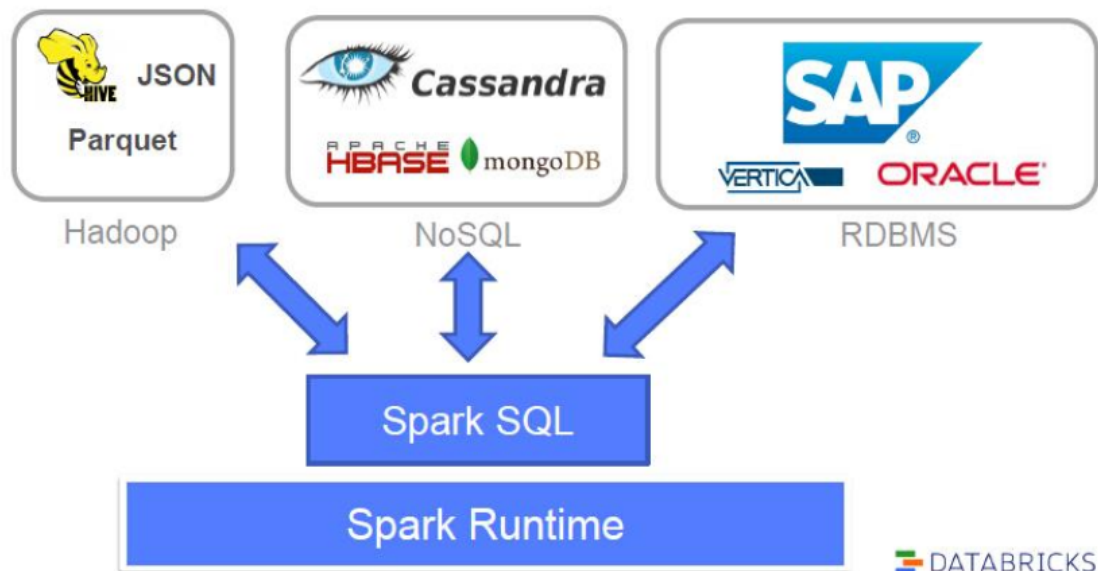 HIVE JSON
Parquet
Hadoop
Cassandra
APACHE
HBASE mongoDB
NoSQL
SAP®
VERTICA ORACLE®
RDBMS
Spark SQL
Spark Runtime
DATABRICKS